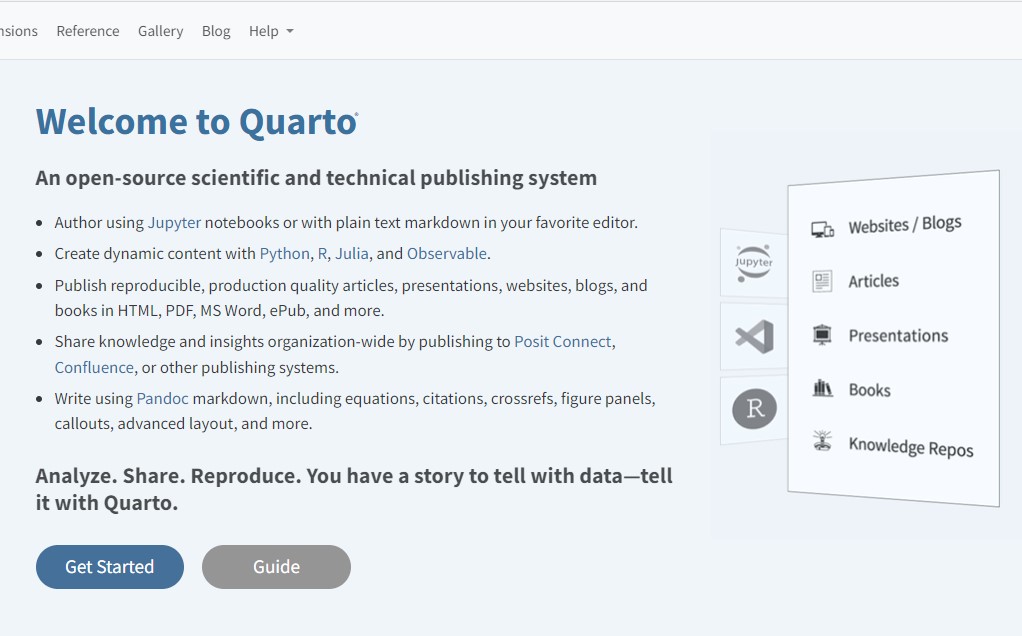 nsions Reference Gallery Blog Help
Welcome to Quarto®
An open-source scientific and technical publishing system
Author using Jupyter notebooks or with plain text markdown in your favorite editor.
Create dynamic content with Python, R, Julia, and Observable.
Publish reproducible, production quality articles, presentations, websites, blogs, and
books in HTML, PDF, MS Word, ePub, and more.
Share knowledge and insights organization-wide by publishing to Posit Connect,
Confluence, or other publishing systems.
Write using Pandoc markdown, including equations, citations, crossrefs, figure panels,
callouts, advanced layout, and more.
Analyze. Share. Reproduce. You have a story to tell with data—tell
it with Quarto.
Get Started
Guide
jupyter
R
Websites / Blogs
Articles
Presentations
Books
Knowledge Repos